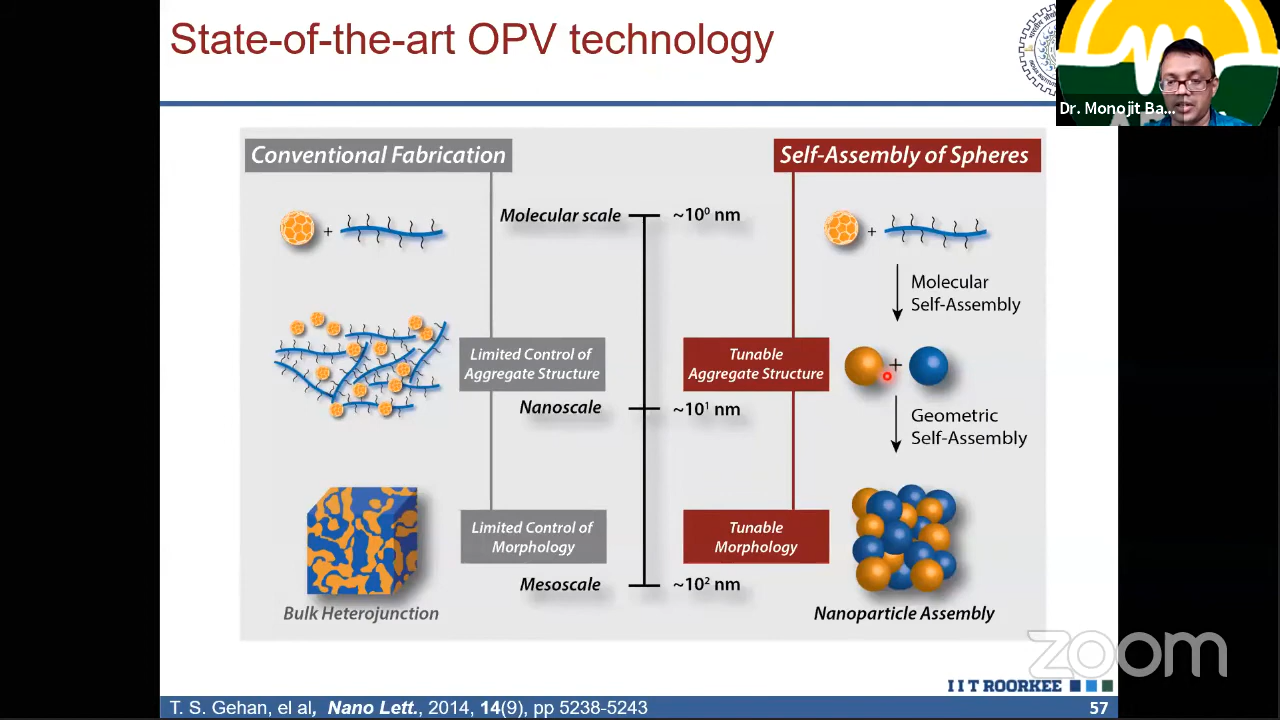 State-of-the-art OPV technology
Dr. Monojit Ba...
Conventional Fabrication
Self-Assembly of Spheres
Molecular scale
~10⁰ nm
+
+
Molecular
Self-Assembly
Limited Control of
Aggregate Structure
Tunable
Aggregate Structure
+
Nanoscale
~10¹ nm
Geometric
Self-Assembly
Limited Control of
Morphology
Tunable
Morphology
Mesoscale
~10² nm
Bulk Heterojunction
Nanoparticle Assembly
zoom
I I T ROORKEE
T. S. Gehan, el al, Nano Lett., 2014, 14(9), pp 5238-5243
57